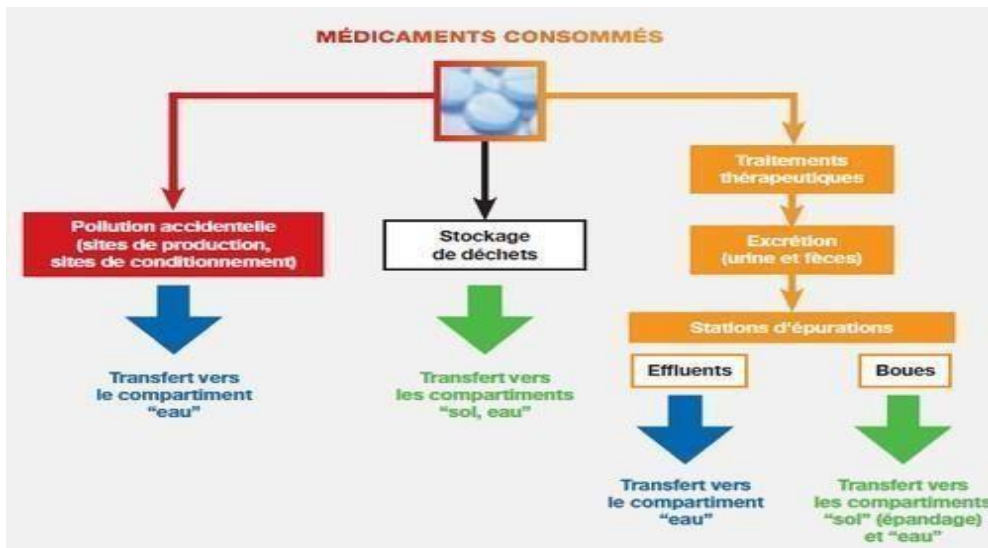 MÉDICAMENTS CONSOMMÉS
Pollution accidentelle
(sites de production,
sites de conditionnement)
Transfert vers
le compartiment
“eau”
Stockage
de déchets
Transfert vers
les compartiments
“sol, eau”
Traitements
thérapeutiques
Excrétion
(urine et fèces)
Stations d'épurations
Effluents
Transfert vers
le compartiment
“eau”
Boues
Transfert vers
les compartiments
“sol” (épandage)
et “eau”